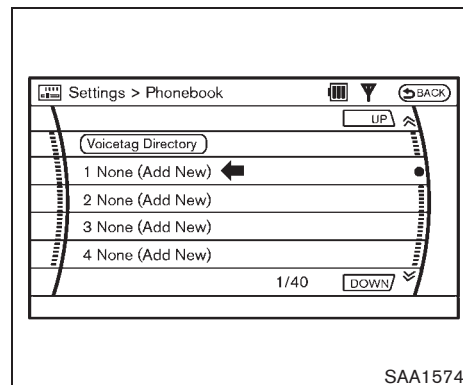 Settings > Phonebook BACK
UP
Voicetag Directory
1 None (Add New)
2 None (Add New)
3 None (Add New)
4 None (Add New)
1/40 DOWN
SAA1574